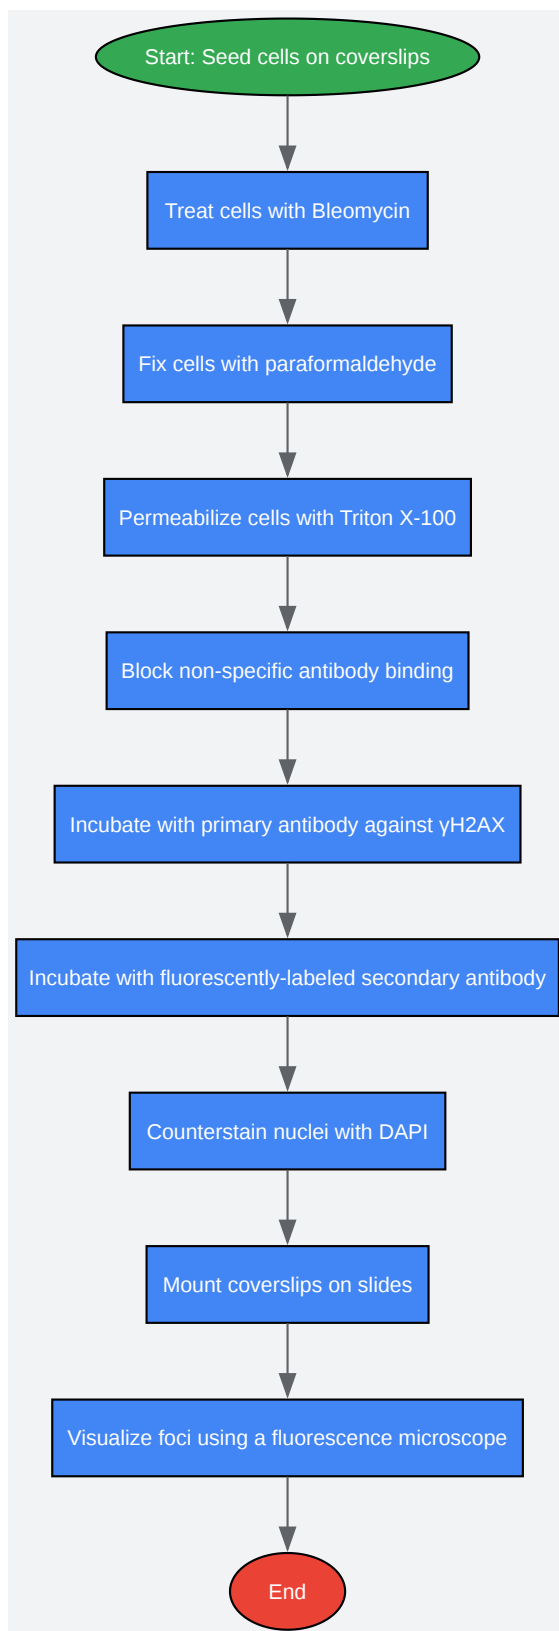 Start: Seed cells on coverslips
Treat cells with Bleomycin
Fix cells with paraformaldehyde
Permeabilize cells with Triton X-100
Block non-specific antibody binding
Incubate with primary antibody against γH2AX
Incubate with fluorescently-labeled secondary antibody
Counterstain nuclei with DAPI
Mount coverslips on slides
Visualize foci using a fluorescence microscope
End